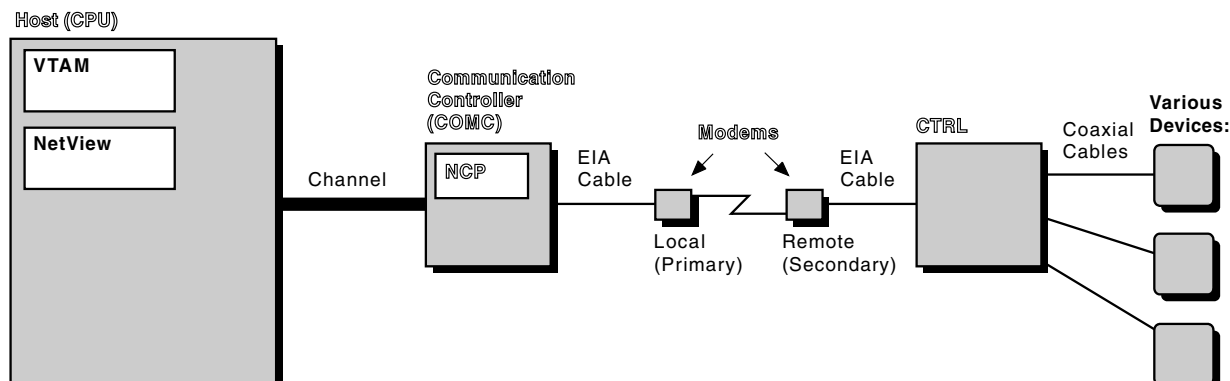 Host (CPU)
VTAM
NetView
Channel
Communication
Controller
(COMC)
NCP
EIA
Cable
Modems
Local
(Primary)
Remote
(Secondary)
EIA
Cable
CTRL
Coaxial
Cables
Various
Devices: